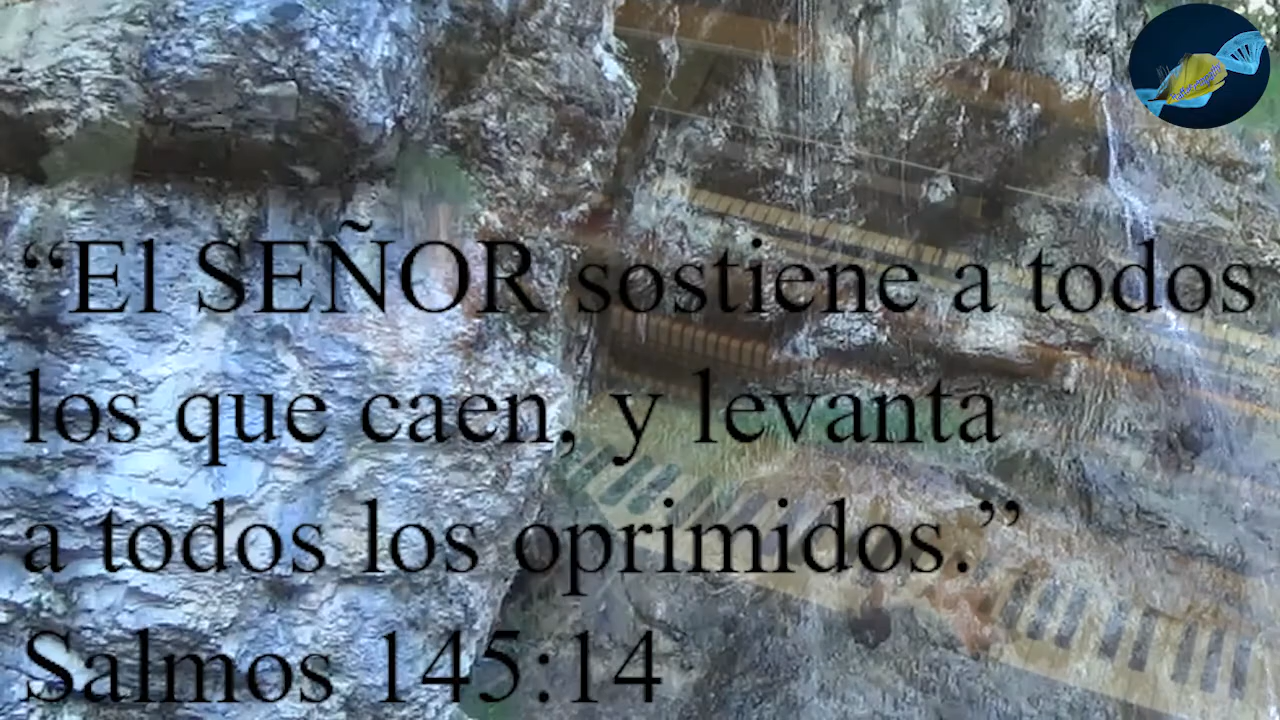 “El SEÑOR sostiene a todos
los que caen, y levanta
a todos los oprimidos.”
Salmos 145:14